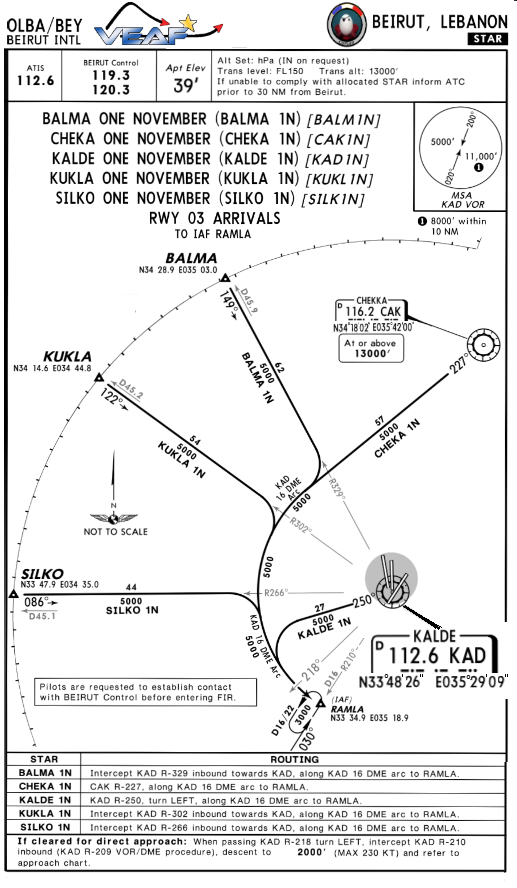 OLBA/BEY
BEIRUT INTL
VEAF
BEIRUT, LEBANON
STAR
ATIS
112.6
BEIRUT Control
119.3
120.3
Apt Elev
39'
Alt Set: hPa (IN on request)
Trans level: FL150 Trans alt: 13000'
If unable to comply with allocated STAR inform ATC
prior to 30 NM from Beirut.
BALMA ONE NOVEMBER (BALMA 1N) [BALM1N]
CHEKA ONE NOVEMBER (CHEKA 1N) [CAK1N]
KALDE ONE NOVEMBER (KALDE 1N) [KAD1N]
KUKLA ONE NOVEMBER (KUKLA 1N) [KUKL1N]
SILKO ONE NOVEMBER (SILKO 1N) [SILK1N]
RWY 03 ARRIVALS
TO IAF RAMLA
200°
5000'
11,000'
1
020°
MSA
KAD VOR
1 8000' within
10 NM
BALMA
N34 28.9 E035 03.0
149°
D45.9
62
5000
BALMA 1N
CHEKKA
D 116.2 CAK
N34°18'02" E035°42'00"
At or above
13000'
227°
57
5000
CHEKA 1N
KUKLA
N34 14.6 E034 44.8
D45.2
122°
54
5000
KUKLA 1N
KAD
16 DME
Arc
5000
R329°
R302°
N
NOT TO SCALE
5000
SILKO
N33 47.9 E034 35.0
086°
D45.1
44
5000
SILKO 1N
R266°
KAD 16 DME Arc
5000
27
5000
KALDE 1N
250°
KALDE
D 112.6 KAD
N33°48'26" E035°29'09"
218°
D16
R210°
Pilots are requested to establish contact
with BEIRUT Control before entering FIR.
D16/22
3000
030°
(IAF)
RAMLA
N33 34.9 E035 18.9
STAR ROUTING
BALMA 1N Intercept KAD R-329 inbound towards KAD, along KAD 16 DME arc to RAMLA.
CHEKA 1N CAK R-227, along KAD 16 DME arc to RAMLA.
KALDE 1N KAD R-250, turn LEFT, along KAD 16 DME arc to RAMLA.
KUKLA 1N Intercept KAD R-302 inbound towards KAD, along KAD 16 DME arc to RAMLA.
SILKO 1N Intercept KAD R-266 inbound towards KAD, along KAD 16 DME arc to RAMLA.
If cleared for direct approach: When passing KAD R-218 turn LEFT, intercept KAD R-210
inbound (KAD R-209 VOR/DME procedure), descent to 2000' (MAX 230 KT) and refer to
approach chart.